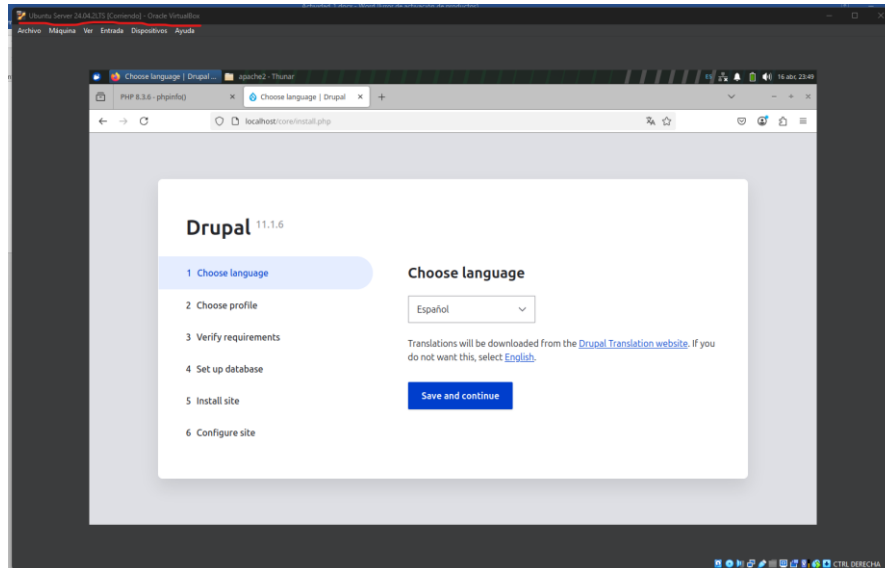 Ubuntu Server 24.04.2LTS [Corriendo] - Oracle VirtualBox
Archivo Máquina Ver Entrada Dispositivos Ayuda
Choose language | Drupal ... apache2 - Thunar
ES 16 abr, 23:49
PHP 8.3.6 - phpinfo() Choose language | Drupal
localhost/core/install.php
Drupal 11.1.6
1 Choose language
2 Choose profile
3 Verify requirements
4 Set up database
5 Install site
6 Configure site
Choose language
Español
Translations will be downloaded from the Drupal Translation website. If you
do not want this, select English.
Save and continue
CTRL DERECHA